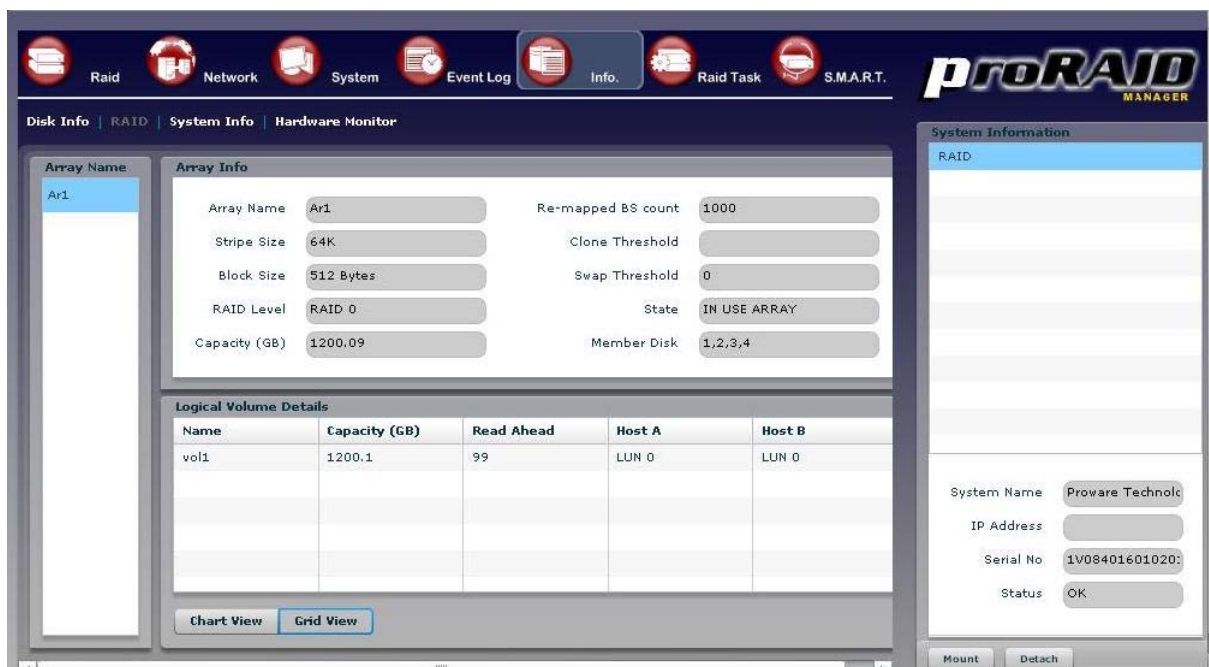 Raid Network System Event Log Info. Raid Task S.M.A.R.T.
proRAID
MANAGER
Disk Info | RAID | System Info | Hardware Monitor
Array Name
Ar1
Array Info
Array Name Ar1 Re-mapped BS count 1000
Stripe Size 64K Clone Threshold
Block Size 512 Bytes Swap Threshold 0
RAID Level RAID 0 State IN USE ARRAY
Capacity (GB) 1200.09 Member Disk 1,2,3,4
Logical Volume Details
Name Capacity (GB) Read Ahead Host A Host B
vol1 1200.1 99 LUN 0 LUN 0
Chart View Grid View
System Information
RAID
System Name Proware Technolo
IP Address
Serial No 1V08401601020
Status OK
Mount Detach